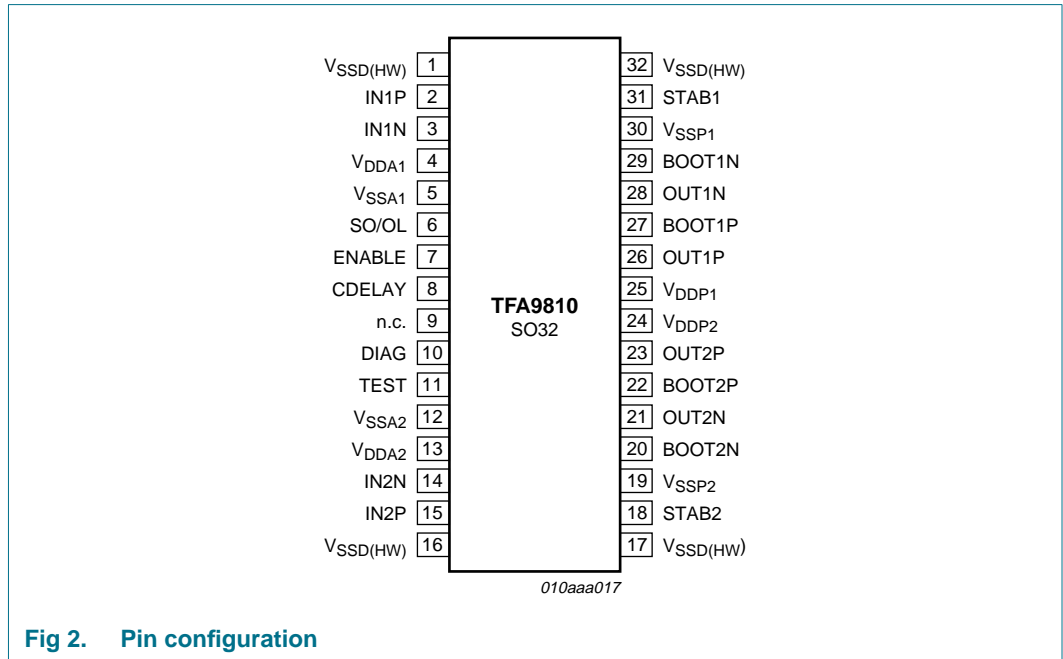 VSSD(HW) 1
IN1P 2
IN1N 3
VDDA1 4
VSSA1 5
SO/OL 6
ENABLE 7
CDELAY 8
n.c. 9
DIAG 10
TEST 11
VSSA2 12
VDDA2 13
IN2N 14
IN2P 15
VSSD(HW) 16
TFA9810
SO32
32 VSSD(HW)
31 STAB1
30 VSSP1
29 BOOT1N
28 OUT1N
27 BOOT1P
26 OUT1P
25 VDDP1
24 VDDP2
23 OUT2P
22 BOOT2P
21 OUT2N
20 BOOT2N
19 VSSP2
18 STAB2
17 VSSD(HW)
010aaa017
Fig 2. Pin configuration